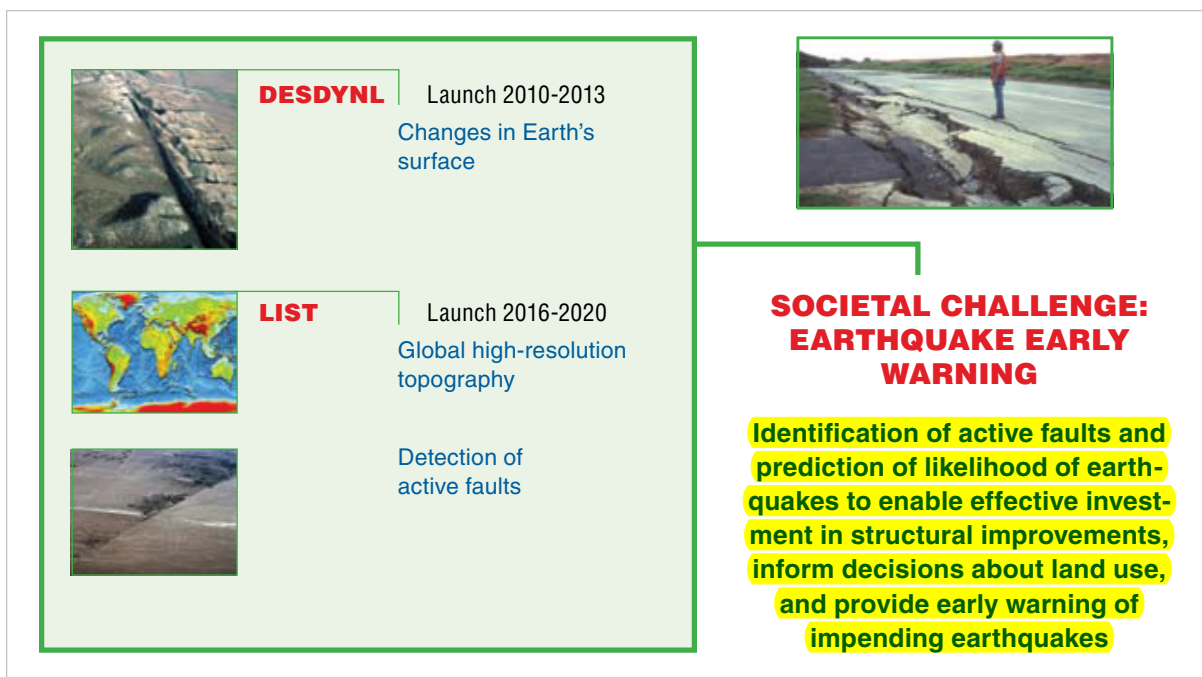 DESDYNL Launch 2010-2013
Changes in Earth's
surface
LIST Launch 2016-2020
Global high-resolution
topography
Detection of
active faults
SOCIETAL CHALLENGE:
EARTHQUAKE EARLY
WARNING
Identification of active faults and
prediction of likelihood of earth-
quakes to enable effective invest-
ment in structural improvements,
inform decisions about land use,
and provide early warning of
impending earthquakes